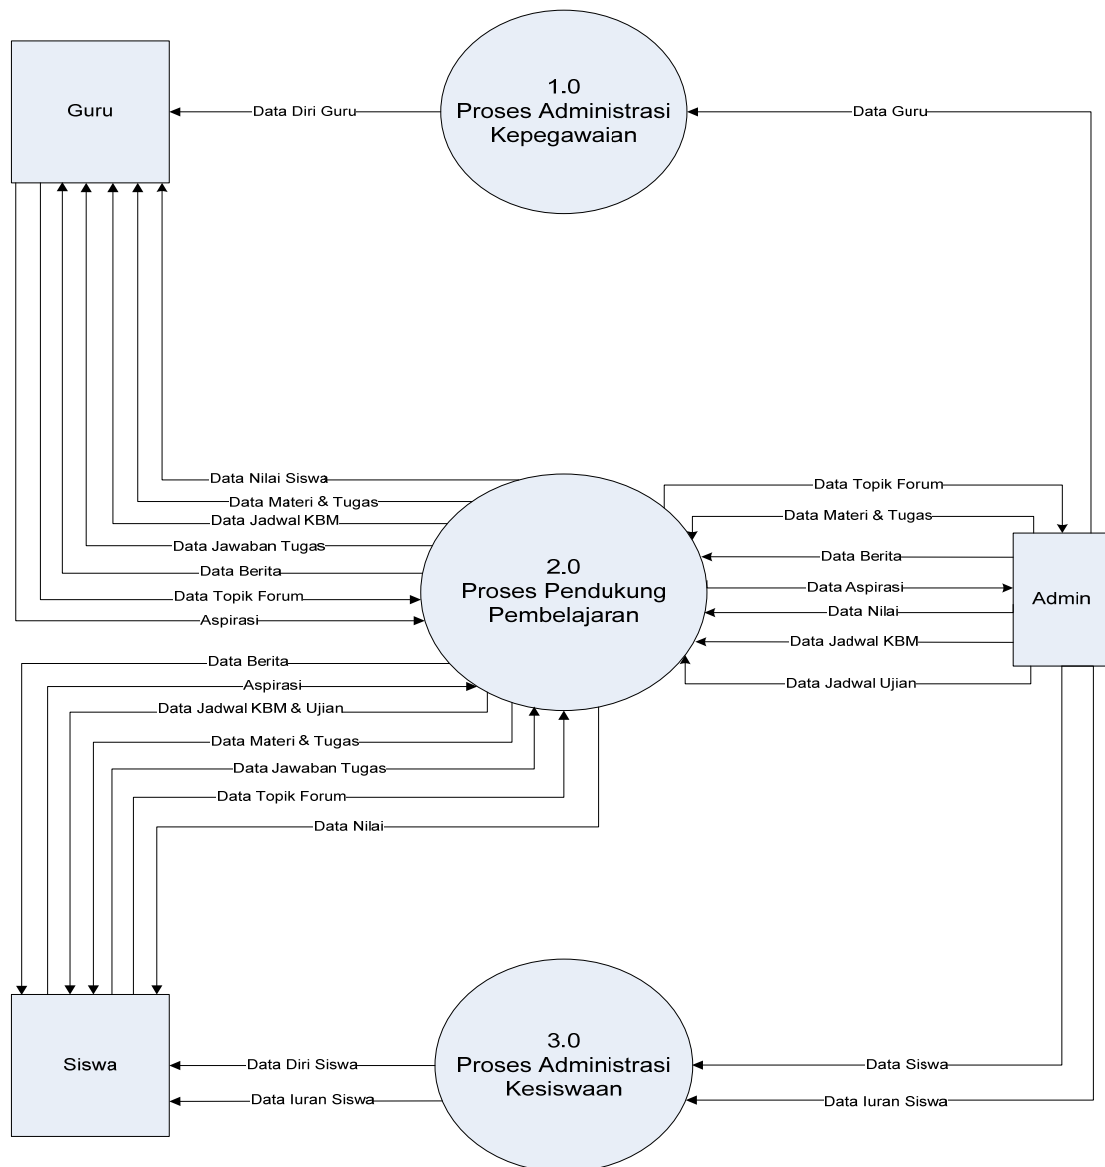 Guru
Data Diri Guru
1.0
Proses Administrasi
Kepegawaian
Data Guru
Data Nilai Siswa
Data Materi & Tugas
Data Jadwal KBM
Data Jawaban Tugas
Data Berita
Data Topik Forum
Aspirasi
2.0
Proses Pendukung
Pembelajaran
Data Topik Forum
Data Materi & Tugas
Data Berita
Data Aspirasi
Data Nilai
Data Jadwal KBM
Data Jadwal Ujian
Admin
Data Berita
Aspirasi
Data Jadwal KBM & Ujian
Data Materi & Tugas
Data Jawaban Tugas
Data Topik Forum
Data Nilai
Siswa
Data Diri Siswa
Data Iuran Siswa
3.0
Proses Administrasi
Kesiswaan
Data Siswa
Data Iuran Siswa